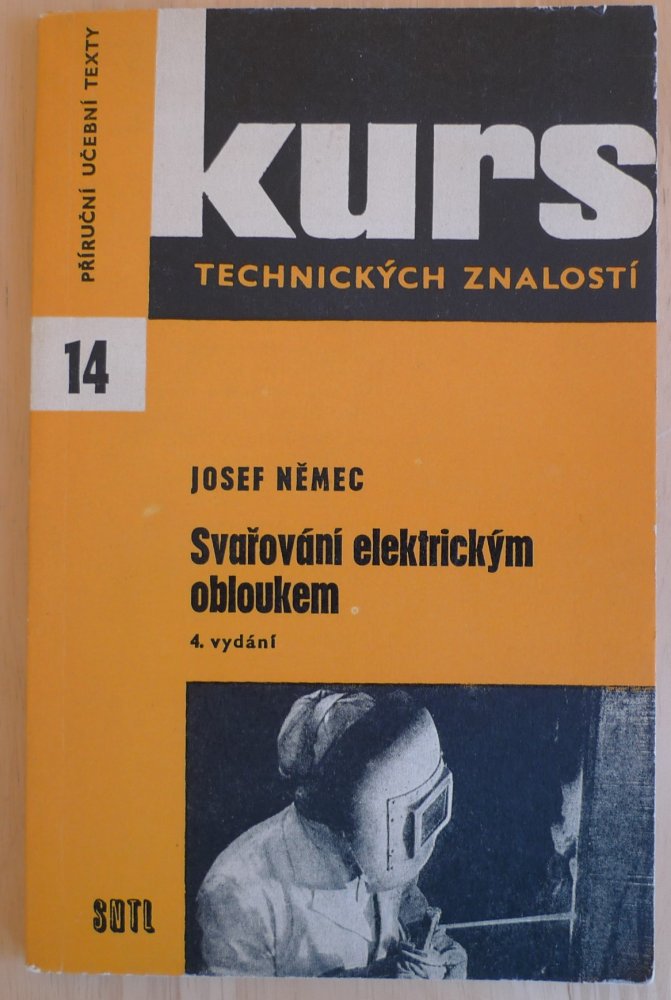 PŘÍRUČNÍ UČEBNÍ TEXTY
kurs
TECHNICKÝCH ZNALOSTÍ
14
JOSEF NĚMEC
Svařování elektrickým
obloukem
4. vydání
SNTL